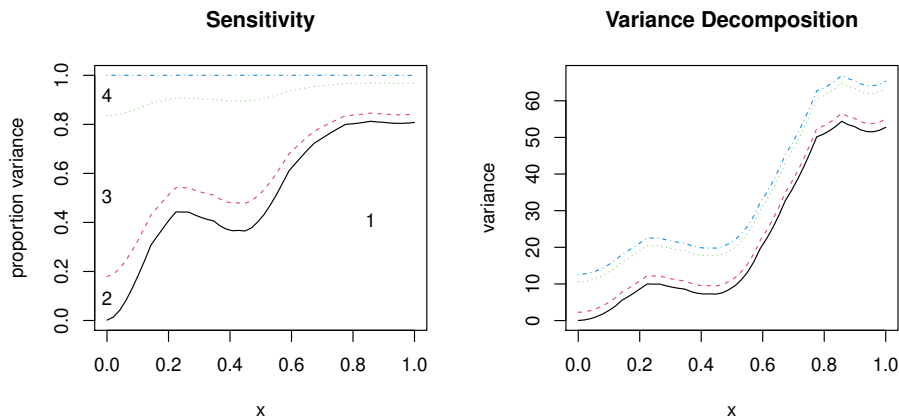 Sensitivity
proportion variance
0.0 0.2 0.4 0.6 0.8 1.0
4
3
2
1
0.0 0.2 0.4 0.6 0.8 1.0
x
Variance Decomposition
variance
0 10 20 30 40 50 60
0.0 0.2 0.4 0.6 0.8 1.0
x